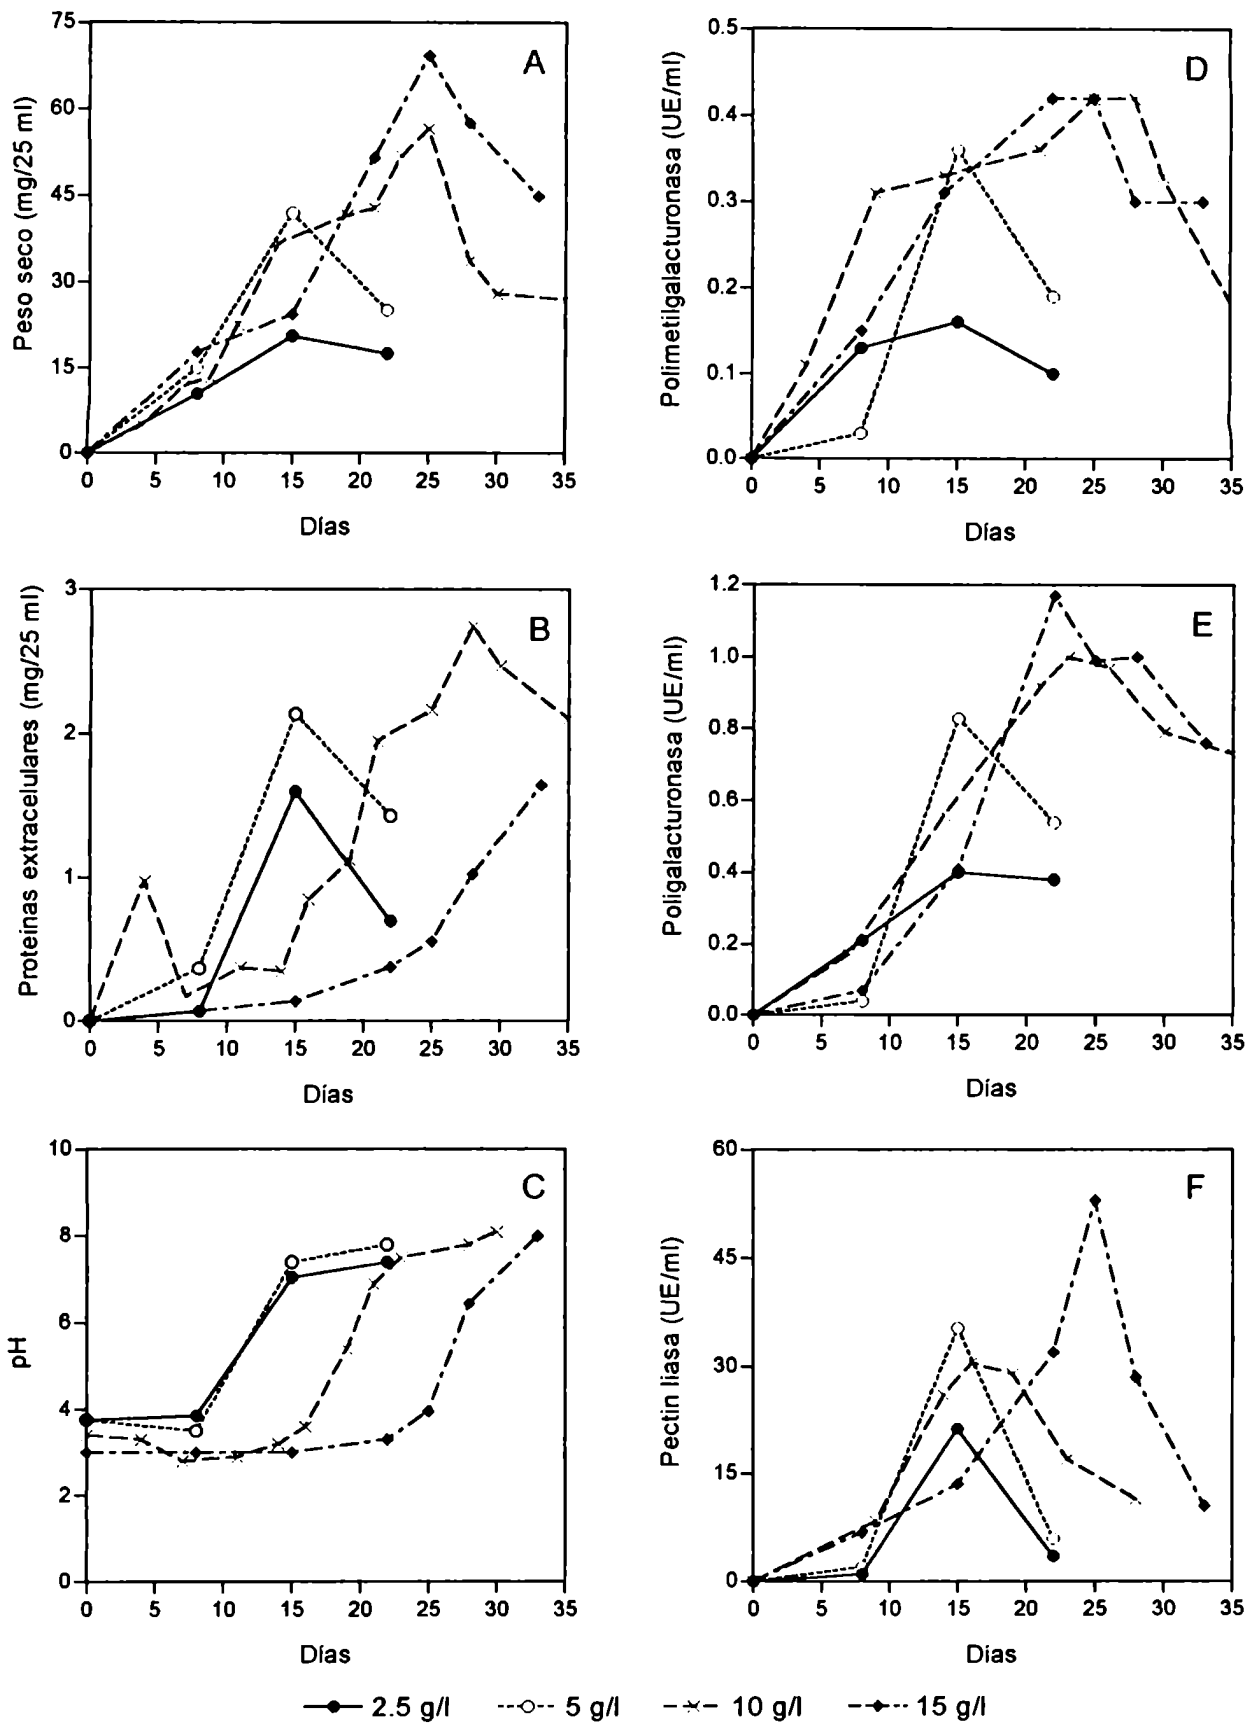 A
Peso seco (mg/25 ml)
75
60
45
30
15
0
0 5 10 15 20 25 30 35
Días
D
Polimetilgalacturonasa (UE/ml)
0.5
0.4
0.3
0.2
0.1
0.0
0 5 10 15 20 25 30 35
Días
B
Proteinas extracelulares (mg/25 ml)
3
2
1
0
0 5 10 15 20 25 30 35
Días
E
Poligalacturonasa (UE/ml)
1.2
1.0
0.8
0.6
0.4
0.2
0.0
0 5 10 15 20 25 30 35
Días
C
pH
10
8
6
4
2
0
0 5 10 15 20 25 30 35
Días
F
Pectin liasa (UE/ml)
60
45
30
15
0
0 5 10 15 20 25 30 35
Días
2.5 g/l 5 g/l 10 g/l 15 g/l